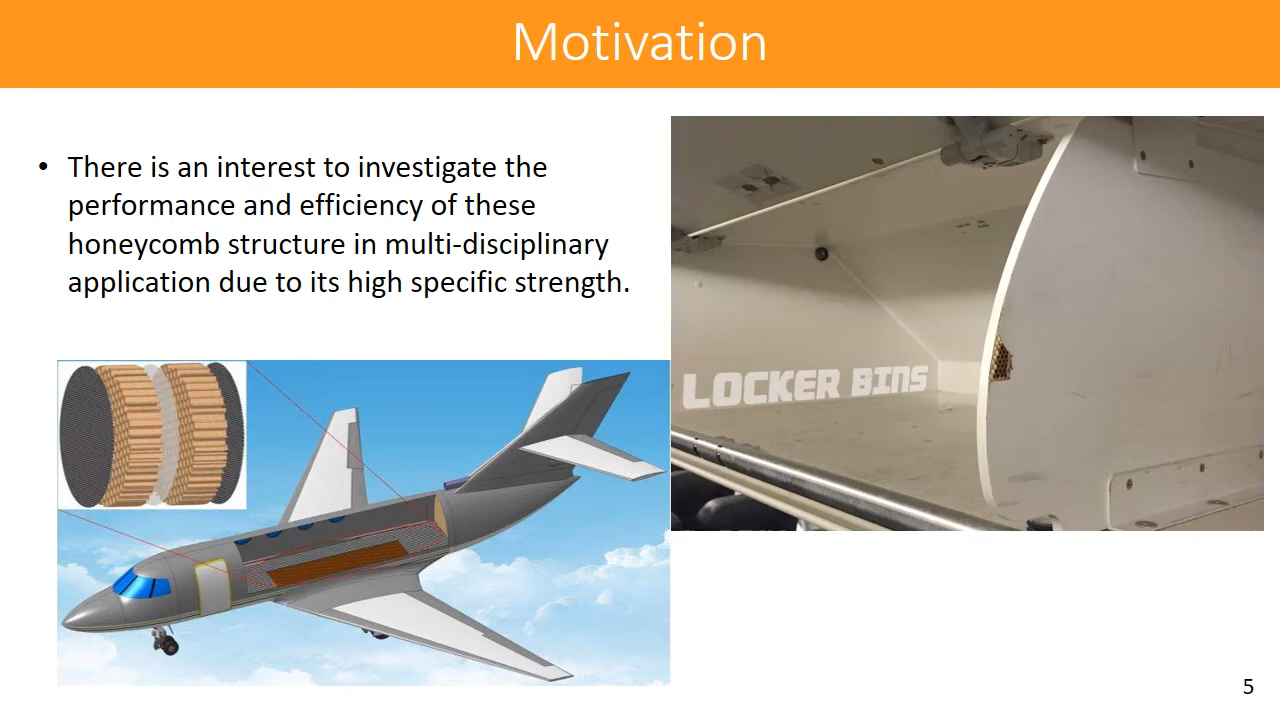 Motivation
• There is an interest to investigate the
performance and efficiency of these
honeycomb structure in multi-disciplinary
application due to its high specific strength.
LOCKER BINS
5